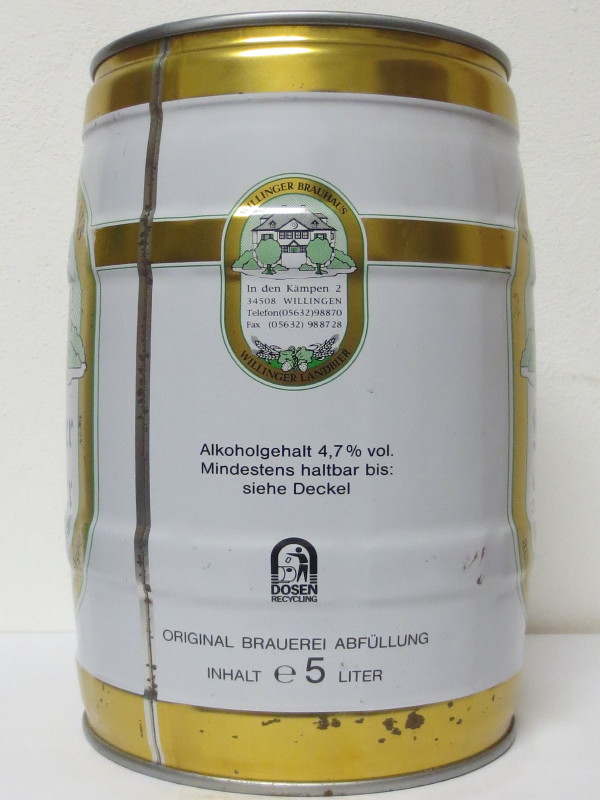 WILLINGER BRAUHAUS
In den Kämpen 2
34508 WILLINGEN
Telefon(05632)98870
Fax (05632) 988728
WILLINGER LANDBIER
Alkoholgehalt 4,7% vol.
Mindestens haltbar bis:
siehe Deckel
DOSEN
RECYCLING
ORIGINAL BRAUEREI ABFÜLLUNG
INHALT ℮ 5 LITER